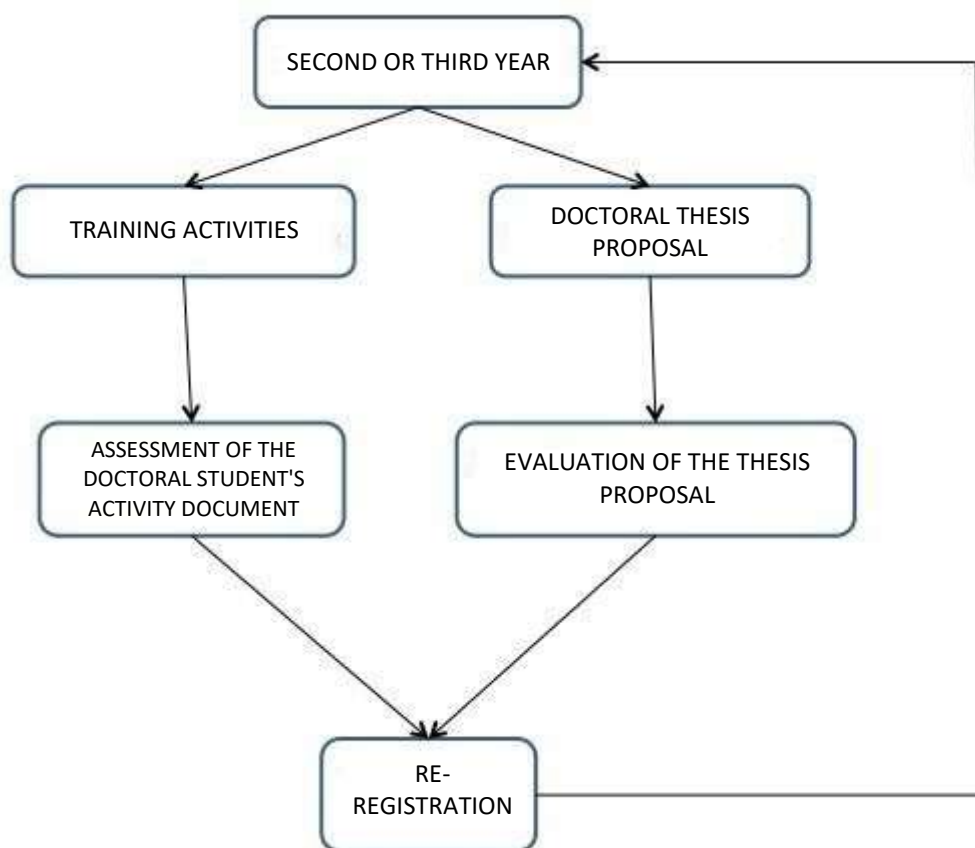 SECOND OR THIRD YEAR
TRAINING ACTIVITIES
DOCTORAL THESIS
PROPOSAL
ASSESSMENT OF THE
DOCTORAL STUDENT'S
ACTIVITY DOCUMENT
EVALUATION OF THE THESIS
PROPOSAL
RE-
REGISTRATION